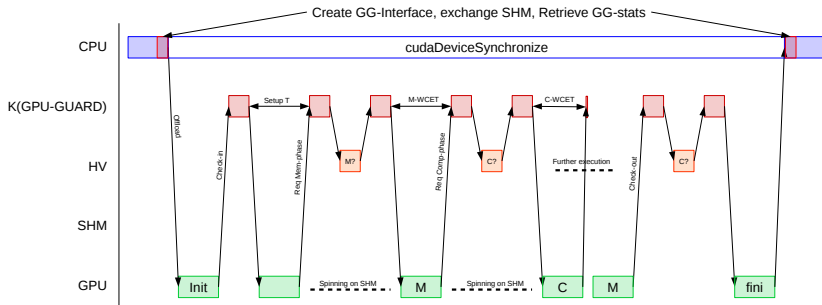 Create GG-Interface, exchange SHM, Retrieve GG-stats
CPU
cudaDeviceSynchronize
K(GPU-GUARD)
Setup T
M-WCET
C-WCET
Offload
Check-in
Req Mem-phase
Req Comp-phase
Check-out
HV
M?
C?
Further execution
C?
SHM
Spinning on SHM
Spinning on SHM
GPU
Init
M
C
M
fini